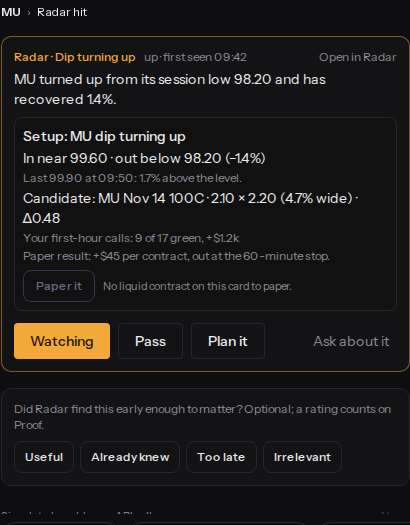 MU › Radar hit
Radar · Dip turning up up · first seen 09:42 Open in Radar
MU turned up from its session low 98.20 and has
recovered 1.4%.
Setup: MU dip turning up
In near 99.60 · out below 98.20 (−1.4%)
Last 99.90 at 09:50: 1.7% above the level.
Candidate: MU Nov 14 100C · 2.10 × 2.20 (4.7% wide) ·
Δ0.48
Your first-hour calls: 9 of 17 green, +$1.2k
Paper result: +$45 per contract, out at the 60-minute stop.
Paper it No liquid contract on this card to paper.
Watching Pass Plan it Ask about it
Did Radar find this early enough to matter? Optional; a rating counts on
Proof.
Useful Already knew Too late Irrelevant